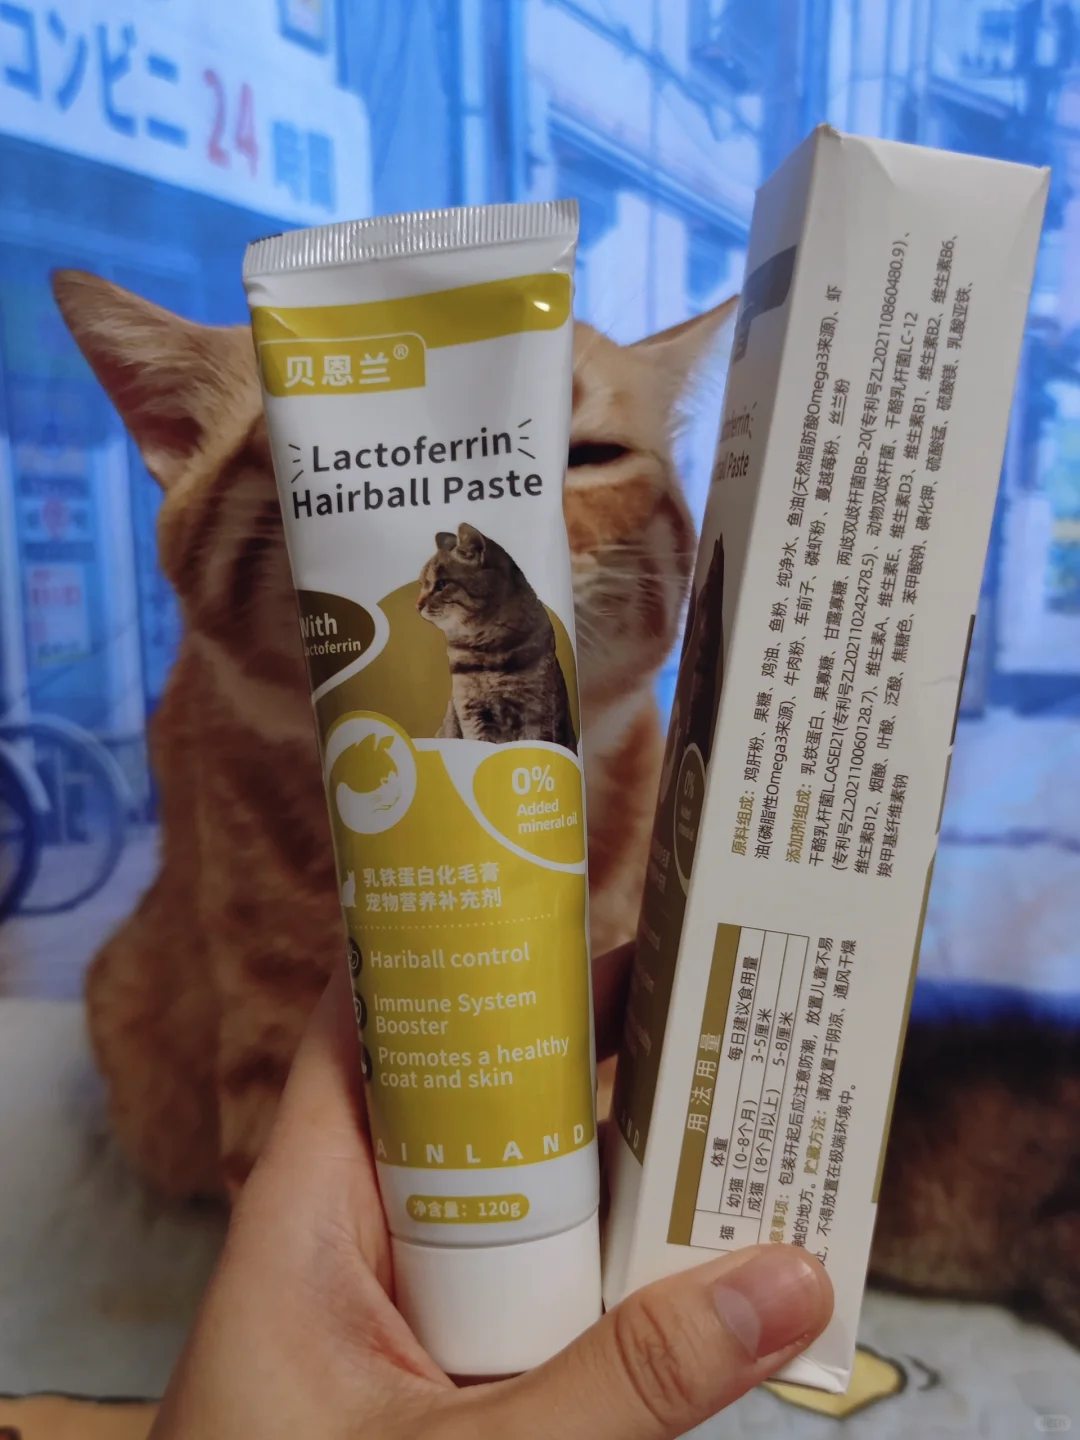 コンビニ 24 時間
贝恩兰®
Lactoferrin
Hairball Paste
With
actoferrin
0%
Added
mineral oil
乳铁蛋白化毛膏
宠物营养补充剂
Hariball control
Immune System
Booster
Promotes a healthy
coat and skin
AINLAND
净含量：120g
原料组成：鸡肝粉、果糖、鸡油、鱼粉、纯净水、鱼油(天然脂肪酸Omega3来源)、虾
油(磷脂性Omega3来源)、牛肉粉、车前子、磷虾粉、蔓越莓粉、丝兰粉
添加剂组成：乳铁蛋白、果寡糖、甘露寡糖、两歧双歧杆菌BB-20(专利号ZL202110860480.9)、
干酪乳杆菌LCASEI21(专利号ZL202110242478.5)、动物双歧杆菌、干酪乳杆菌LC-12
(专利号ZL202110060128.7)、维生素A、维生素E、维生素D3、维生素B1、维生素B2、维生素B6、
维生素B12、烟酸、叶酸、泛酸、焦糖色、苯甲酸钠、碘化钾、硫酸锰、硫酸镁、乳酸亚铁、
羧甲基纤维素钠
用法用量
体重 每日建议食用量
猫
幼猫（0-8个月） 3-5厘米
成猫（8个月以上） 5-8厘米
意事项：包装开起后应注意防潮，放置儿童不易
触的地方。贮藏方法：请放置于阴凉、通风干燥
处，不得放置在极端环境中。
ferrin
Paste
0%
Added